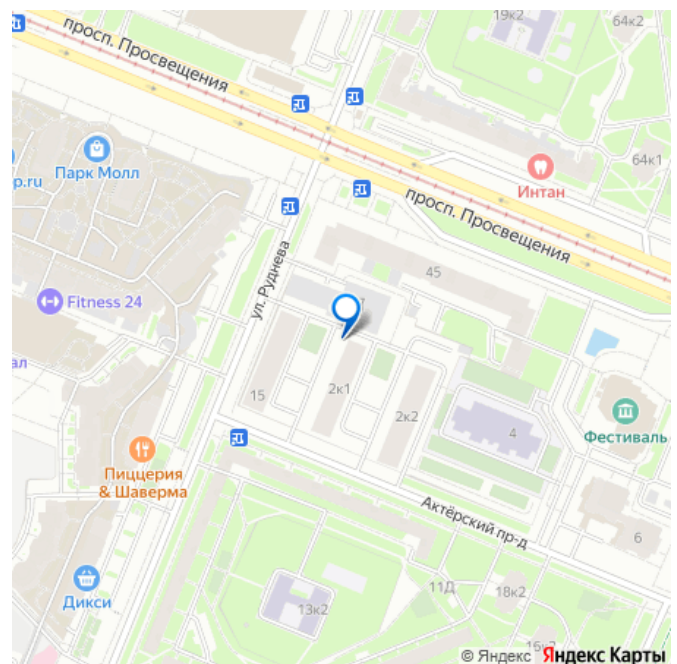 19к2
64к2
просп. Просвещения
Парк Молл
p.ru
64к1
Интан
просп. Просвещения
ул. Руднева
45
Fitness 24
7
ал
15
2к1
2к2
4
Фестиваль
Пиццерия
& Шаверма
Актёрский пр-д
6
11Д
18к2
Дикси
13к2
16к2
© Яндекс Яндекс Карты